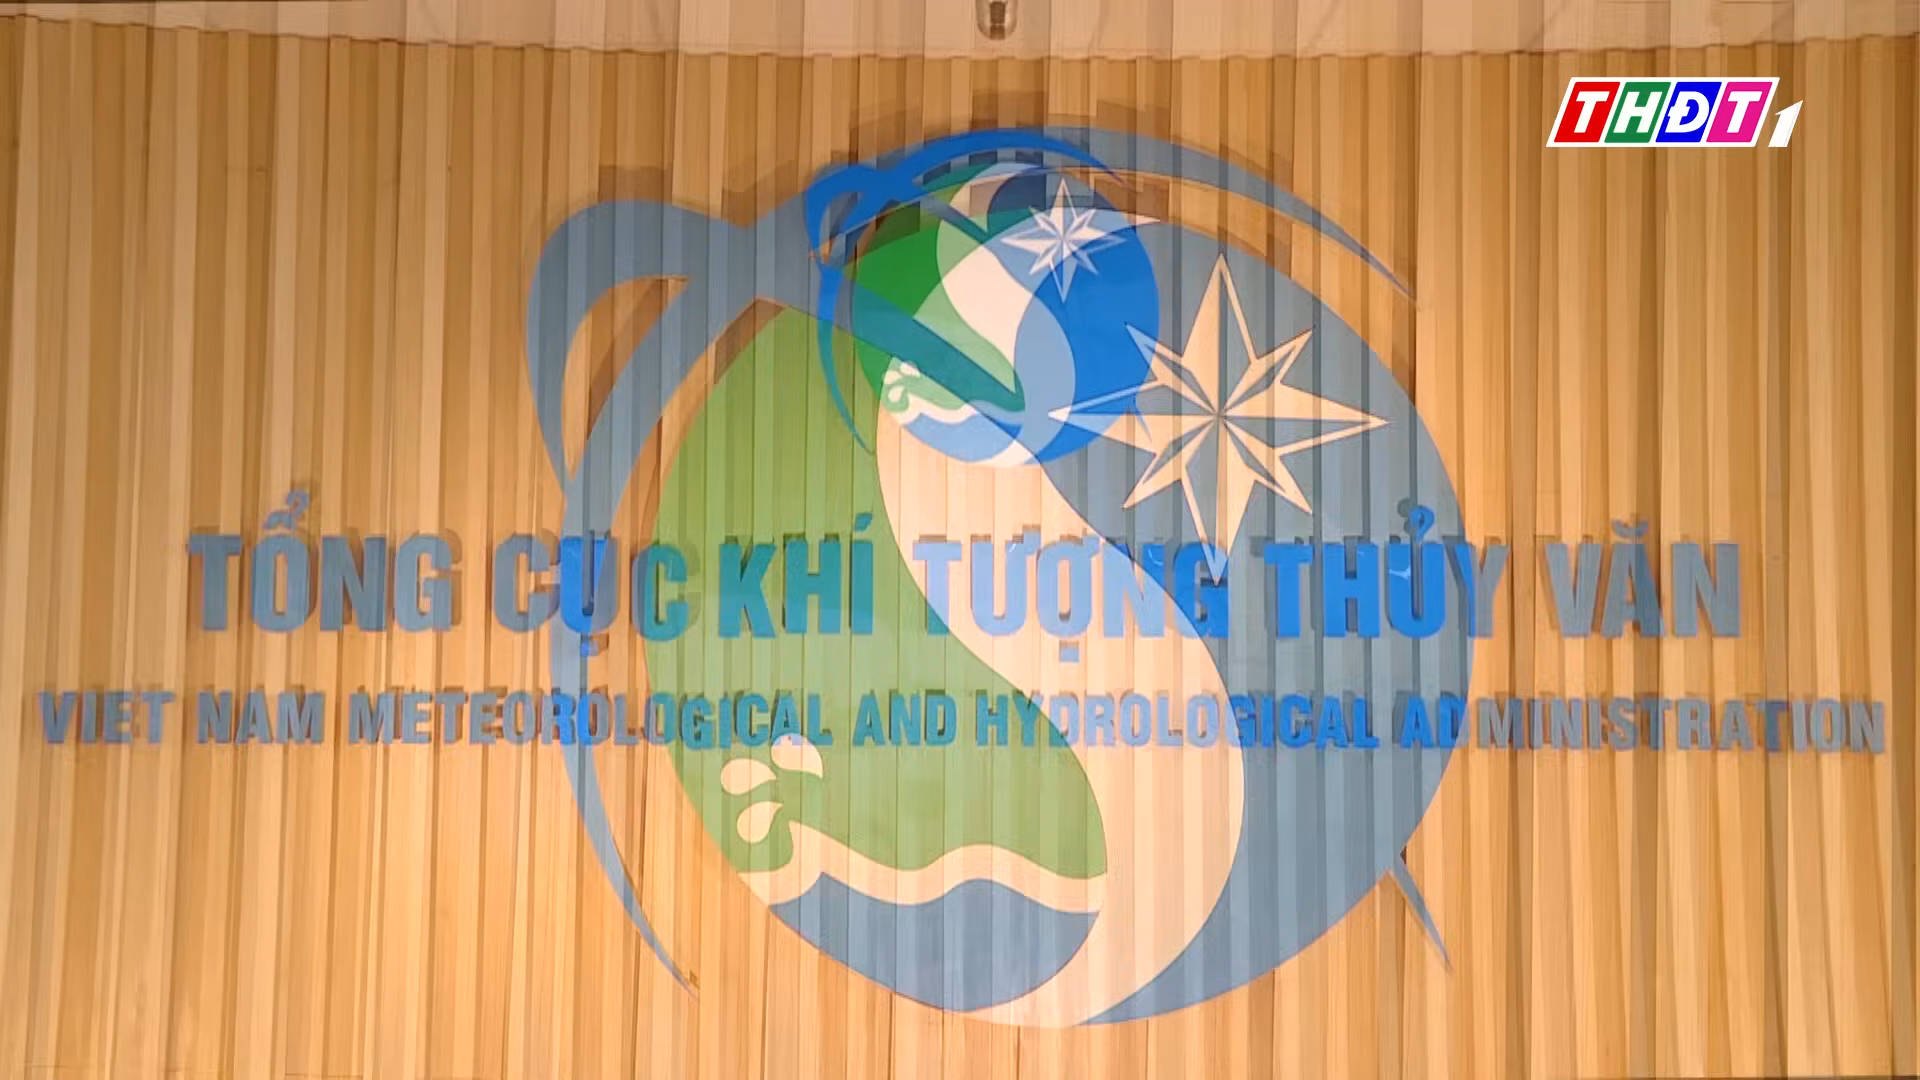 THĐT1
TỔNG CỤC KHÍ TƯỢNG THỦY VĂN
VIET NAM METEOROLOGICAL AND HYDROLOGICAL ADMINISTRATION